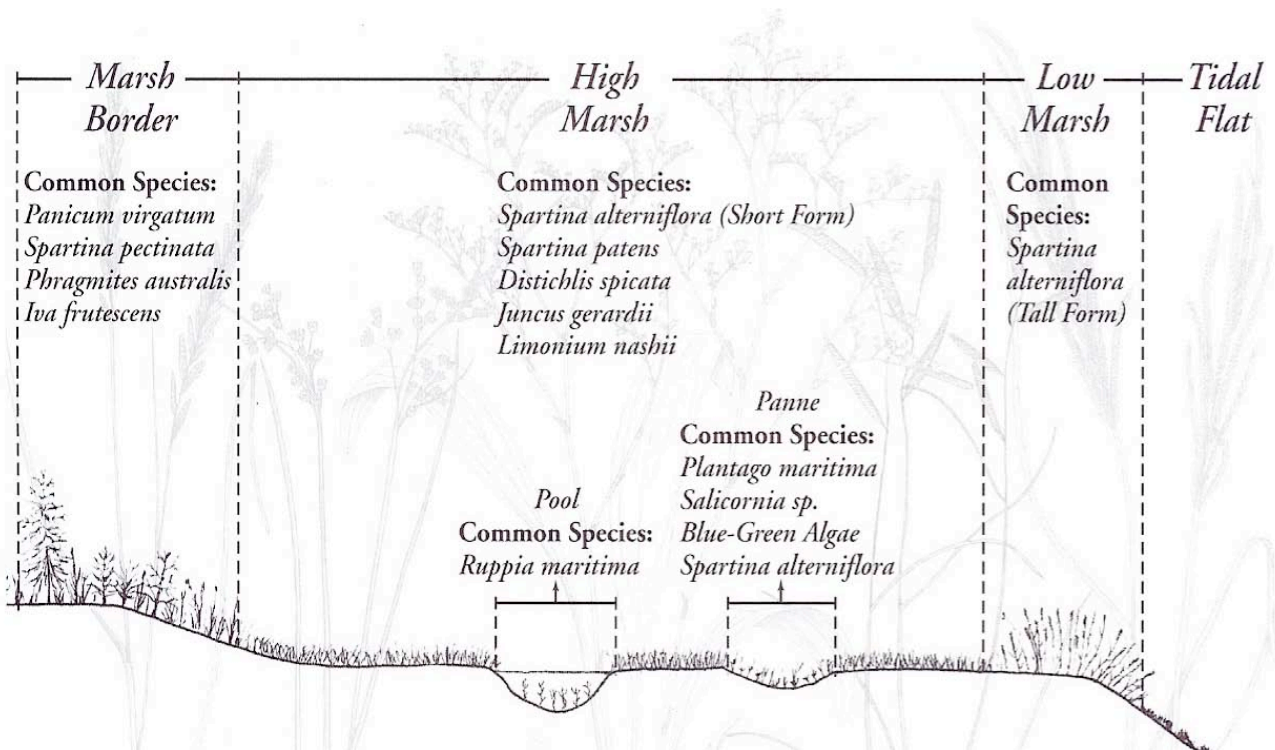 Marsh
Border
High
Marsh
Low
Marsh
Tidal
Flat
Common Species:
Panicum virgatum
Spartina pectinata
Phragmites australis
Iva frutescens
Common Species:
Spartina alterniflora (Short Form)
Spartina patens
Distichlis spicata
Juncus gerardii
Limonium nashii
Common
Species:
Spartina
alterniflora
(Tall Form)
Pool
Common Species:
Ruppia maritima
Panne
Common Species:
Plantago maritima
Salicornia sp.
Blue-Green Algae
Spartina alterniflora